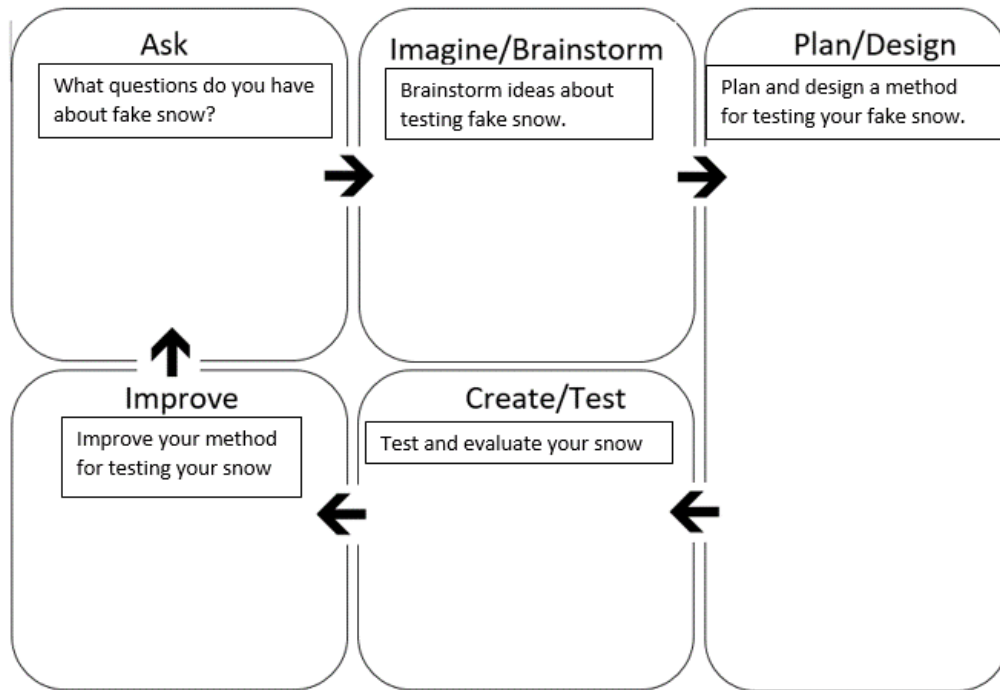 Ask
What questions do you have
about fake snow?
Imagine/Brainstorm
Brainstorm ideas about
testing fake snow.
Plan/Design
Plan and design a method
for testing your fake snow.
Improve
Improve your method
for testing your snow
Create/Test
Test and evaluate your snow